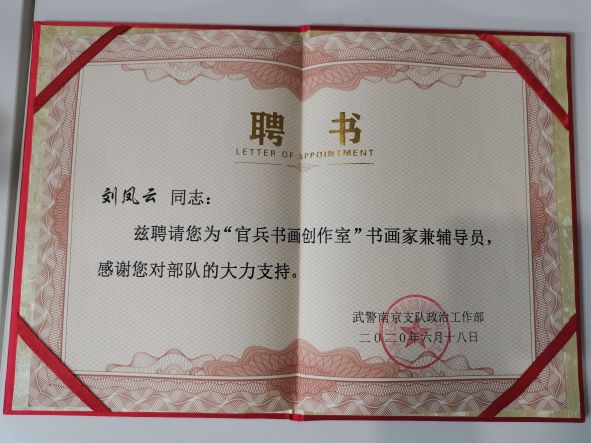 聘书
LETTER OF APPOINTMENT
刘凤云 同志：
兹聘请您为“官兵书画创作室”书画家兼辅导员，
感谢您对部队的大力支持。
武警南京支队政治工作部
二〇二〇年六月十八日